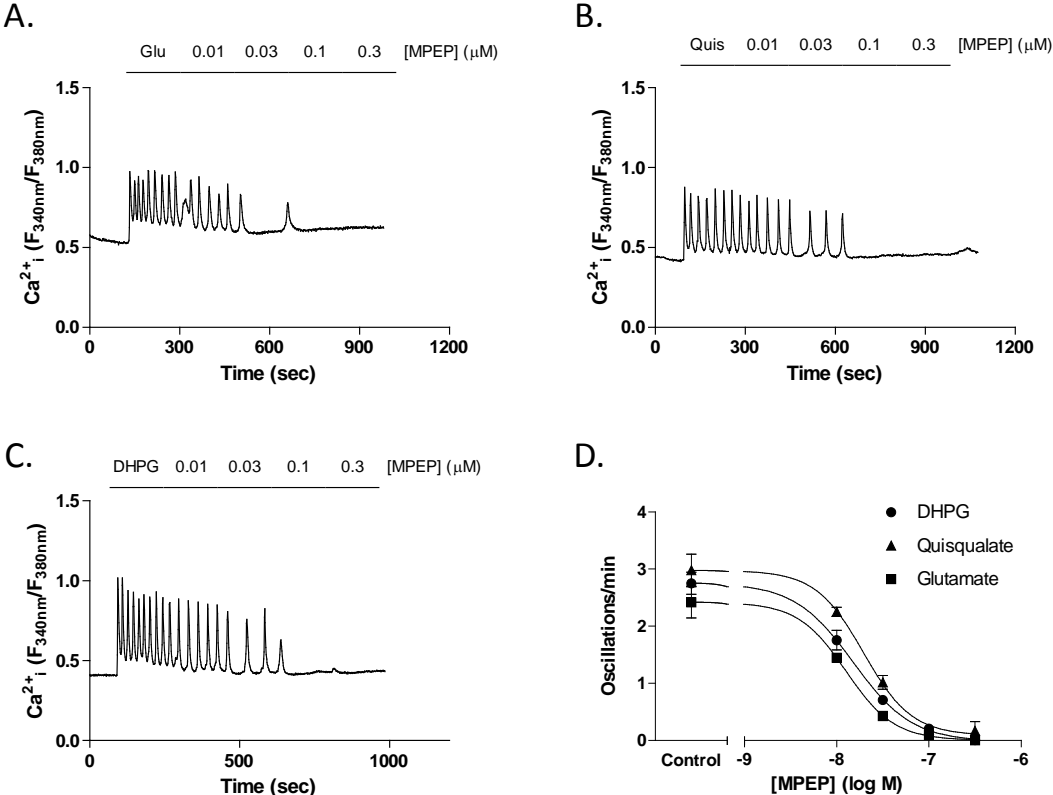 A.
Glu 0.01 0.03 0.1 0.3 [MPEP] (μM)
1.5
1.0
0.5
0.0
Ca2+i (F340nm/F380nm)
0 300 600 900 1200
Time (sec)
B.
Quis 0.01 0.03 0.1 0.3 [MPEP] (μM)
1.5
1.0
0.5
0.0
Ca2+i (F340nm/F380nm)
0 300 600 900 1200
Time (sec)
C.
DHPG 0.01 0.03 0.1 0.3 [MPEP] (μM)
1.5
1.0
0.5
0.0
Ca2+i (F340nm/F380nm)
0 500 1000
Time (sec)
D.
DHPG
Quisqualate
Glutamate
4
3
2
1
0
Oscillations/min
Control -9 -8 -7 -6
[MPEP] (log M)